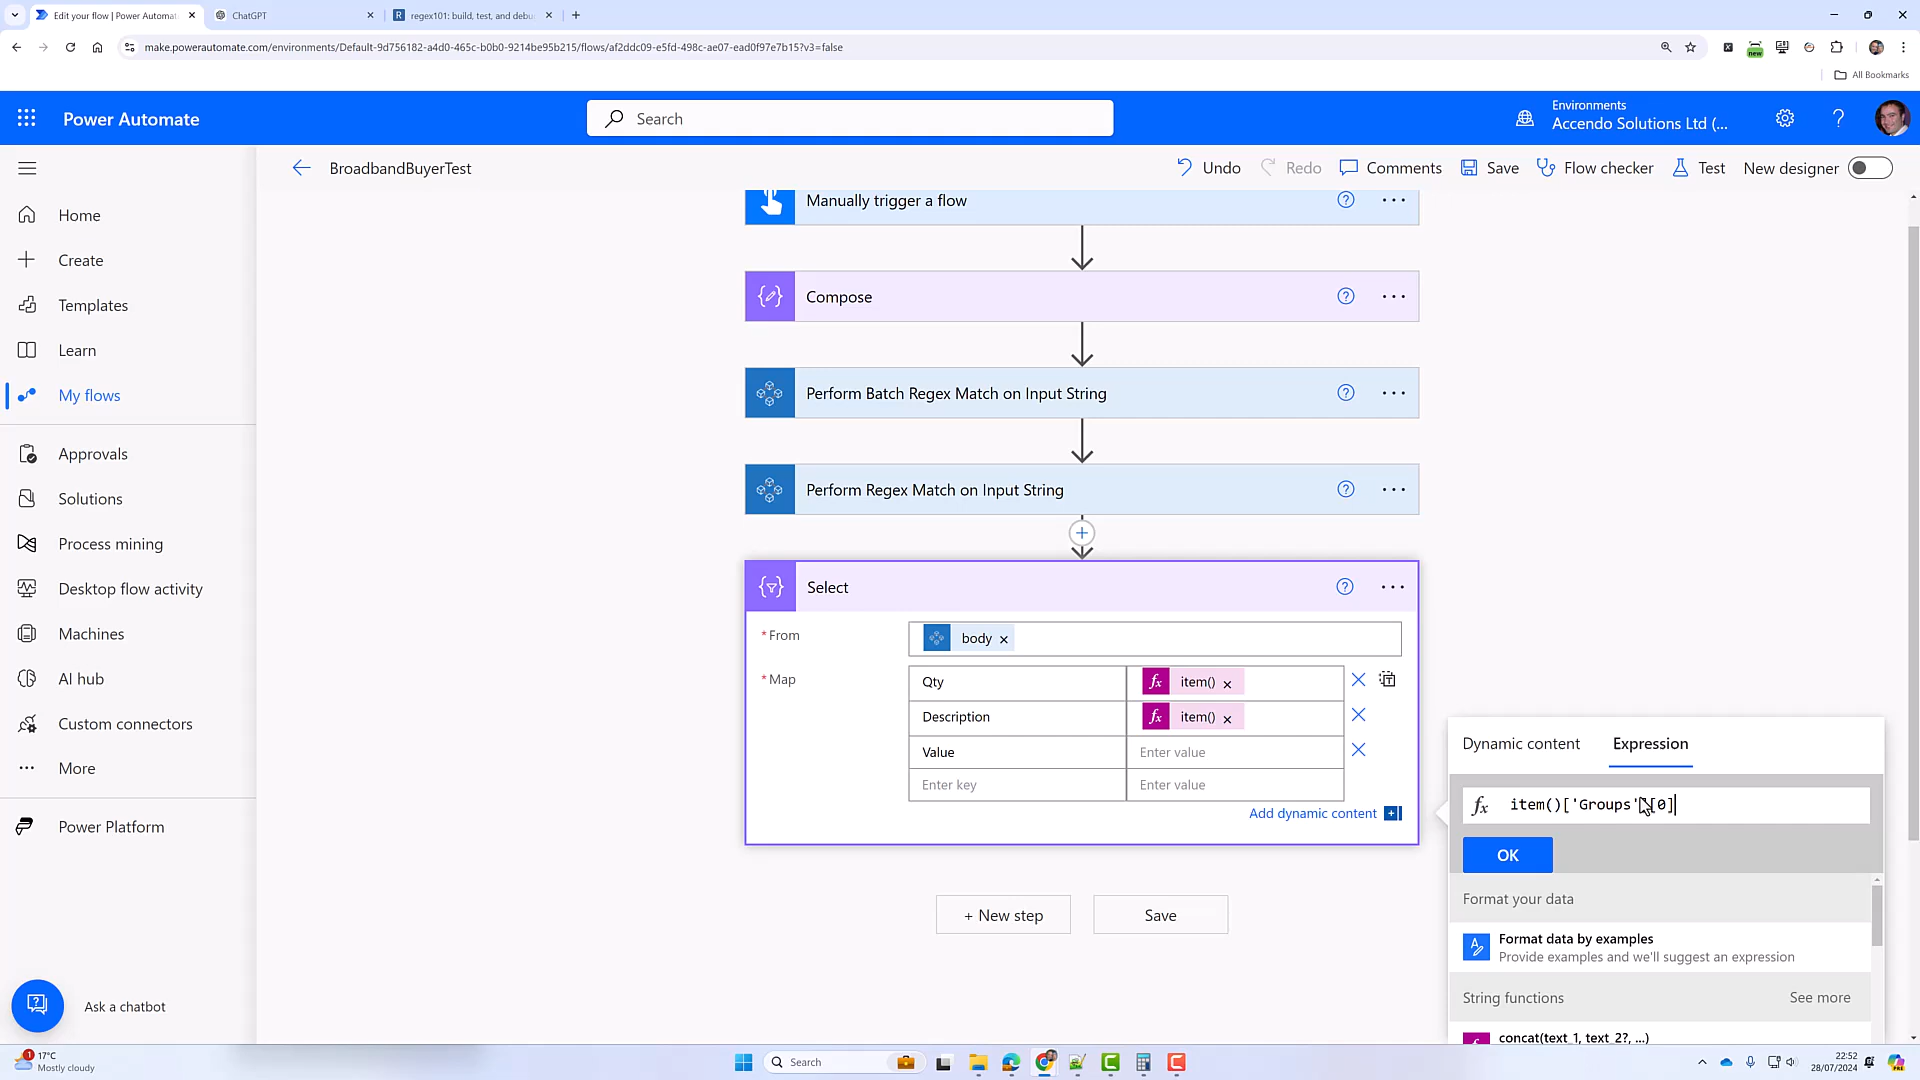 Edit your flow | Power Automat
ChatGPT
regex101: build, test, and debu
make.powerautomate.com/environments/Default-9d756182-a4d0-465c-b0b0-9214be95b215/flows/af2ddc09-e5fd-498c-ae07-ead0f97e7b15?v3=false
new
All Bookmarks
Power Automate
Search
Environments
Accendo Solutions Ltd (...
BroadbandBuyerTest
Undo
Redo
Comments
Save
Flow checker
Test
New designer
Home
Create
Templates
Learn
My flows
Approvals
Solutions
Process mining
Desktop flow activity
Machines
AI hub
Custom connectors
More
Power Platform
Ask a chatbot
Manually trigger a flow
Compose
Perform Batch Regex Match on Input String
Perform Regex Match on Input String
Select
*From
body
*Map
Qty
fx item()
Description
fx item()
Value
Enter value
Enter key
Enter value
Add dynamic content
+ New step
Save
Dynamic content
Expression
fx item()['Groups'][0]
OK
Format your data
Format data by examples
Provide examples and we'll suggest an expression
String functions
See more
concat(text_1, text_2?, ...)
1
17°C
Mostly cloudy
Search
22:52
28/07/2024
PRE